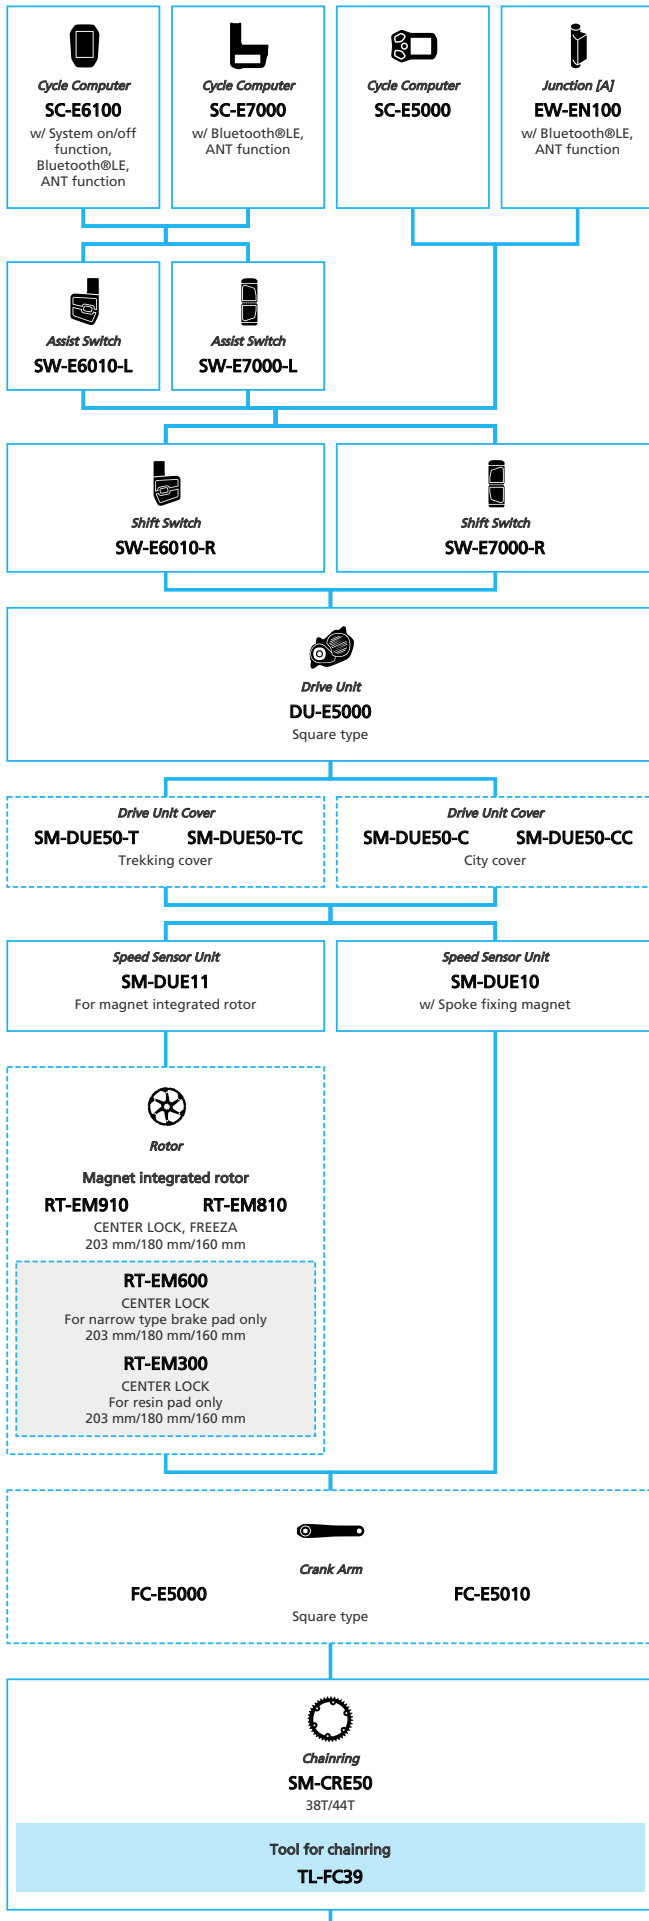 Cycle Computer
SC-E6100
w/ System on/off
function,
Bluetooth®LE,
ANT function
Cycle Computer
SC-E7000
w/ Bluetooth®LE,
ANT function
Cycle Computer
SC-E5000
Junction [A]
EW-EN100
w/ Bluetooth®LE,
ANT function
Assist Switch
SW-E6010-L
Assist Switch
SW-E7000-L
Shift Switch
SW-E6010-R
Shift Switch
SW-E7000-R
Drive Unit
DU-E5000
Square type
Drive Unit Cover
SM-DUE50-T SM-DUE50-TC
Trekking cover
Drive Unit Cover
SM-DUE50-C SM-DUE50-CC
City cover
Speed Sensor Unit
SM-DUE11
For magnet integrated rotor
Speed Sensor Unit
SM-DUE10
w/ Spoke fixing magnet
Rotor
Magnet integrated rotor
RT-EM910 RT-EM810
CENTER LOCK, FREEZA
203 mm/180 mm/160 mm
RT-EM600
CENTER LOCK
For narrow type brake pad only
203 mm/180 mm/160 mm
RT-EM300
CENTER LOCK
For resin pad only
203 mm/180 mm/160 mm
Crank Arm
FC-E5000 FC-E5010
Square type
Chainring
SM-CRE50
38T/44T
Tool for chainring
TL-FC39